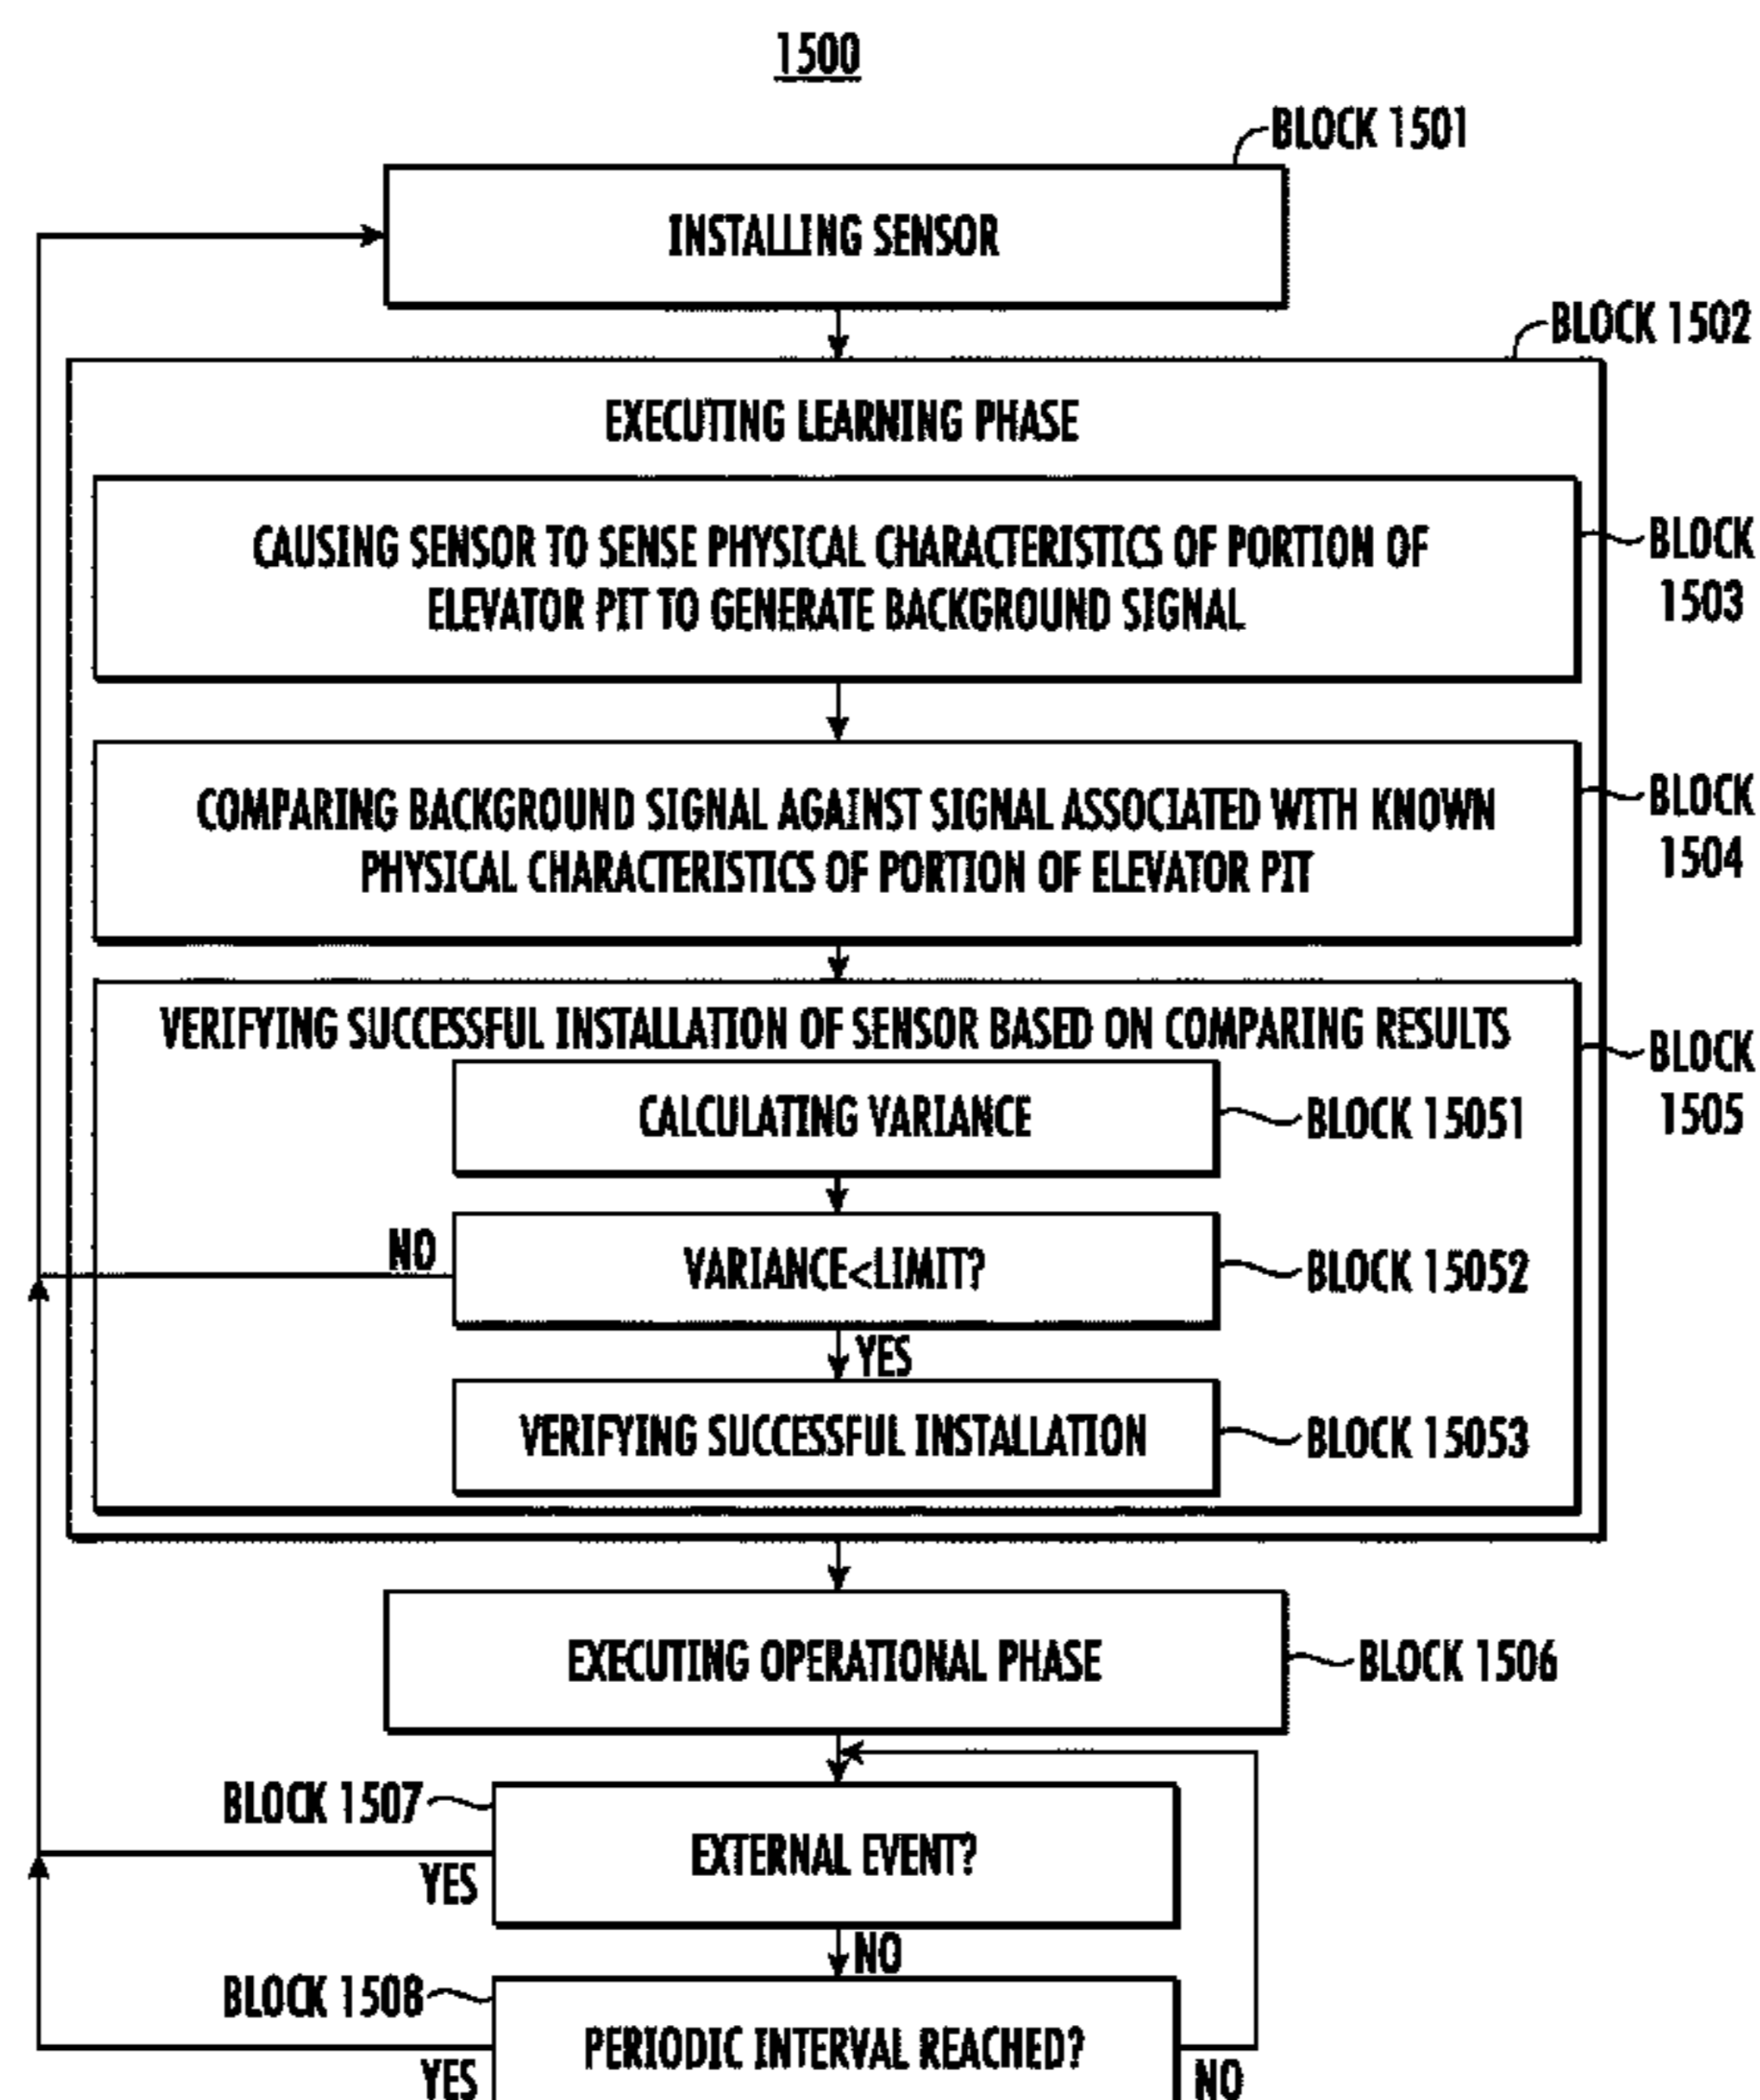 1500
BLOCK 1501
INSTALLING SENSOR
BLOCK 1502
EXECUTING LEARNING PHASE
CAUSING SENSOR TO SENSE PHYSICAL CHARACTERISTICS OF PORTION OF
ELEVATOR PIT TO GENERATE BACKGROUND SIGNAL
BLOCK
1503
COMPARING BACKGROUND SIGNAL AGAINST SIGNAL ASSOCIATED WITH KNOWN
PHYSICAL CHARACTERISTICS OF PORTION OF ELEVATOR PIT
BLOCK
1504
VERIFYING SUCCESSFUL INSTALLATION OF SENSOR BASED ON COMPARING RESULTS
BLOCK
1505
CALCULATING VARIANCE
BLOCK 15051
NO
VARIANCE<LIMIT?
BLOCK 15052
YES
VERIFYING SUCCESSFUL INSTALLATION
BLOCK 15053
EXECUTING OPERATIONAL PHASE
BLOCK 1506
BLOCK 1507
EXTERNAL EVENT?
YES
NO
BLOCK 1508
PERIODIC INTERVAL REACHED?
YES
NO